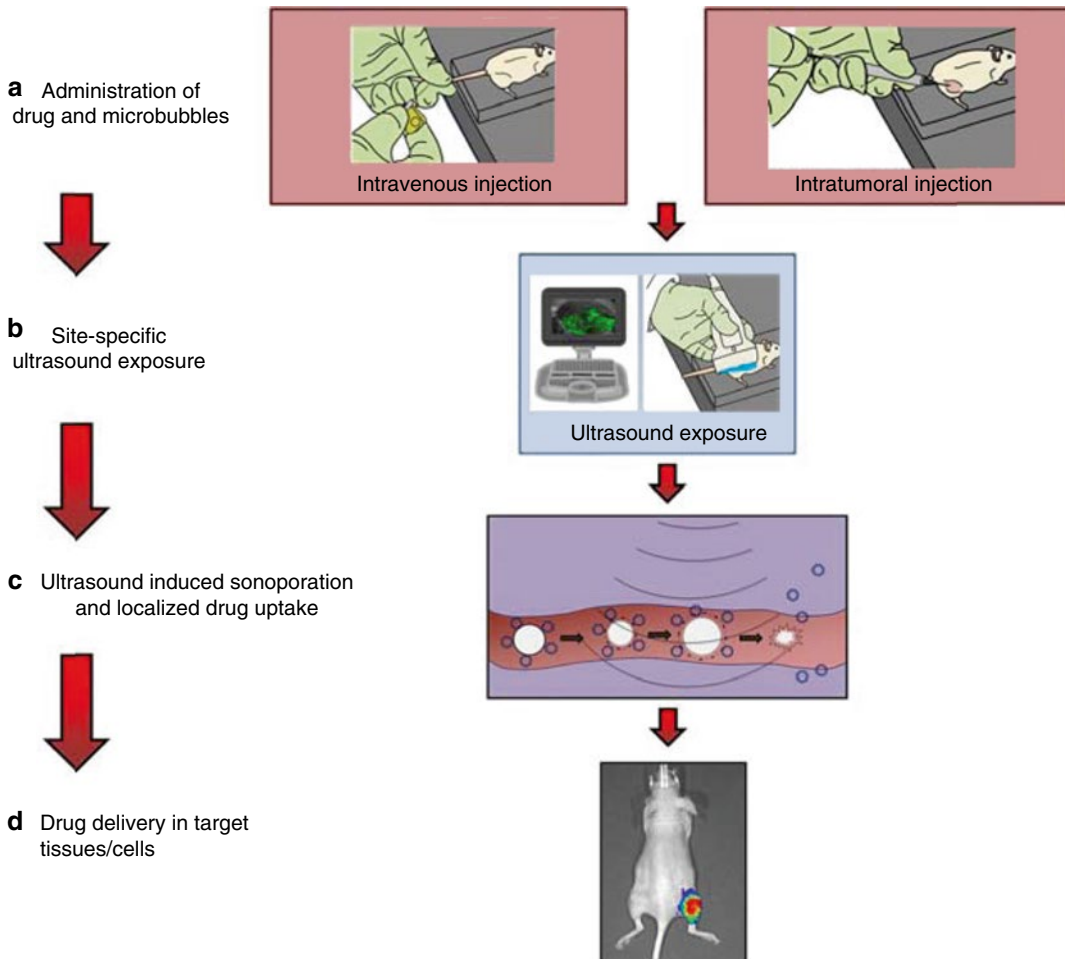 a Administration of
drug and microbubbles
Intravenous injection
Intratumoral injection
b Site-specific
ultrasound exposure
Ultrasound exposure
c Ultrasound induced sonoporation
and localized drug uptake
d Drug delivery in target
tissues/cells